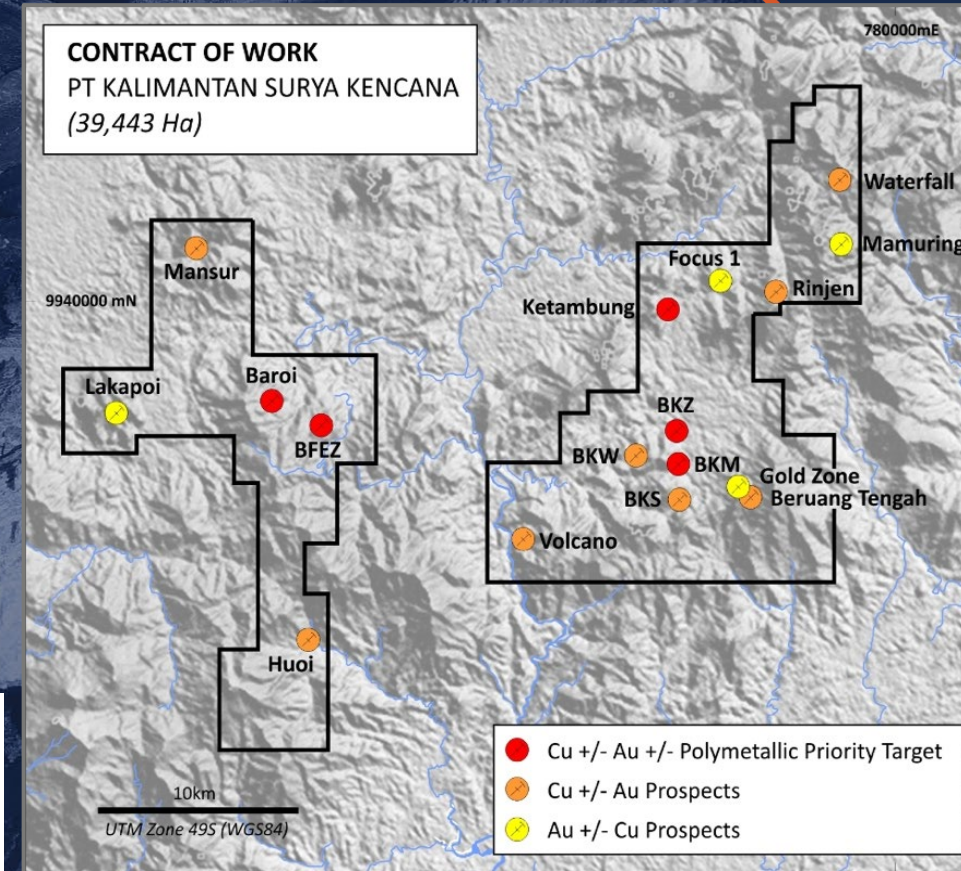 CONTRACT OF WORK
PT KALIMANTAN SURYA KENCANA
(39,443 Ha)
780000mE
Waterfall
Mamuring
Focus 1
Mansur
Rinjen
9940000 mN
Ketambung
Lakapoi
Baroi
BKZ
BFEZ
BKW
BKM
Gold Zone
BKS
Beruang Tengah
Volcano
Huoi
10km
UTM Zone 49S (WGS84)
Cu +/- Au +/- Polymetallic Priority Target
Cu +/- Au Prospects
Au +/- Cu Prospects